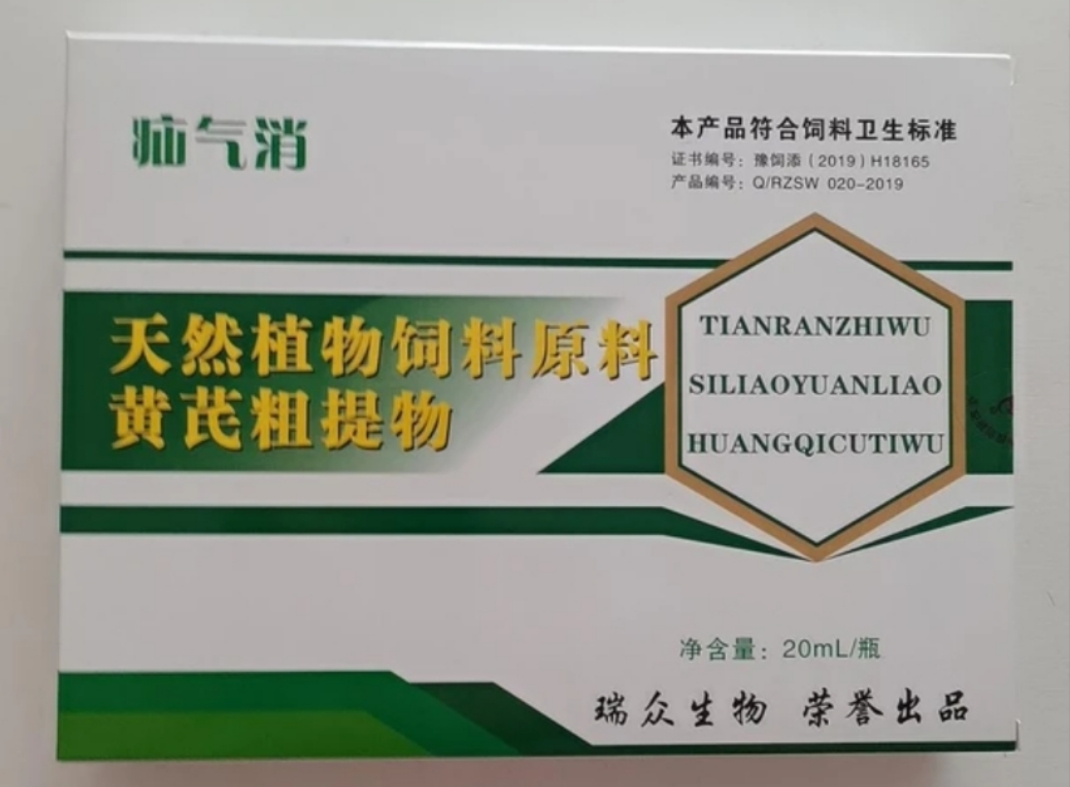 疝气消
本产品符合饲料卫生标准
证书编号：豫饲添（2019）H18165
产品编号：Q/RZSW 020-2019
天然植物饲料原料
黄芪粗提物
TIANRANZHIWU
SILIAOYUANLIAO
HUANGQICUTIWU
净含量：20mL/瓶
瑞众生物 荣誉出品